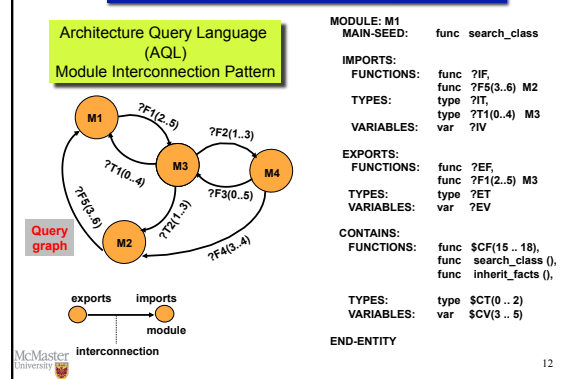 Architecture Query Language
(AQL)
Module Interconnection Pattern
M1
?F1(2..5)
?F2(1..3)
M3
M4
?T1(0..4)
?F3(0..5)
?F5(3..6)
?T2(1..3)
?F4(3..4)
M2
Query
graph
exports imports
module
interconnection
McMaster
University
MODULE: M1
MAIN-SEED: func search_class
IMPORTS:
FUNCTIONS: func ?IF,
func ?F5(3..6) M2
TYPES: type ?IT,
type ?T1(0..4) M3
VARIABLES: var ?IV
EXPORTS:
FUNCTIONS: func ?EF,
func ?F1(2..5) M3
TYPES: type ?ET
VARIABLES: var ?EV
CONTAINS:
FUNCTIONS: func $CF(15 .. 18),
func search_class (),
func inherit_facts (),
TYPES: type $CT(0 .. 2)
VARIABLES: var $CV(3 .. 5)
END-ENTITY
12